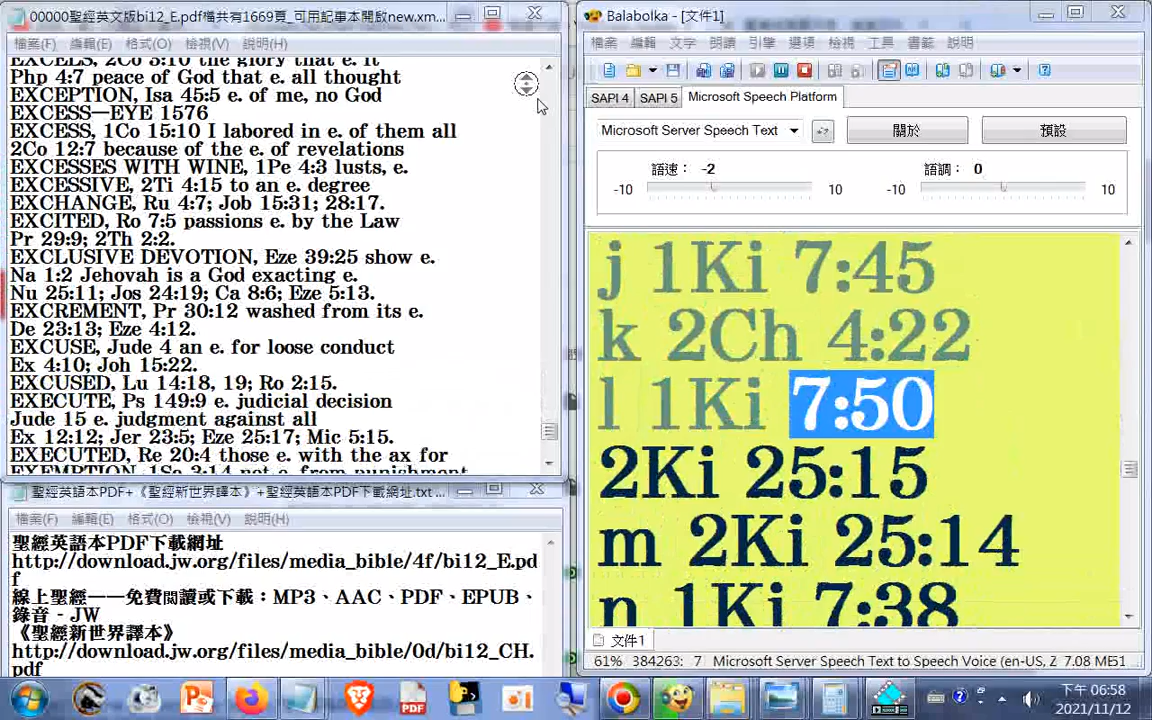 00000聖經英文版bi12_E.pdf檔共有1669頁_可用記事本開啟new.xm...
檔案(F) 編輯(E) 格式(O) 檢視(V) 說明(H)
EXCELS, 2Co 3:10 the glory that e. it
Php 4:7 peace of God that e. all thought
EXCEPTION, Isa 45:5 e. of me, no God
EXCESS—EYE 1576
EXCESS, 1Co 15:10 I labored in e. of them all
2Co 12:7 because of the e. of revelations
EXCESSES WITH WINE, 1Pe 4:3 lusts, e.
EXCESSIVE, 2Ti 4:15 to an e. degree
EXCHANGE, Ru 4:7; Job 15:31; 28:17.
EXCITED, Ro 7:5 passions e. by the Law
Pr 29:9; 2Th 2:2.
EXCLUSIVE DEVOTION, Eze 39:25 show e.
Na 1:2 Jehovah is a God exacting e.
Nu 25:11; Jos 24:19; Ca 8:6; Eze 5:13.
EXCREMENT, Pr 30:12 washed from its e.
De 23:13; Eze 4:12.
EXCUSE, Jude 4 an e. for loose conduct
Ex 4:10; Joh 15:22.
EXCUSED, Lu 14:18, 19; Ro 2:15.
EXECUTE, Ps 149:9 e. judicial decision
Jude 15 e. judgment against all
Ex 12:12; Jer 23:5; Eze 25:17; Mic 5:15.
EXECUTED, Re 20:4 those e. with the ax for
EXEMPTION, 1Sa 3:14 not e. from punishment
聖經英語本PDF+《聖經新世界譯本》+聖經英語本PDF下載網址.txt ...
檔案(F) 編輯(E) 格式(O) 檢視(V) 說明(H)
聖經英語本PDF下載網址
http://download.jw.org/files/media_bible/4f/bi12_E.pd
f
線上聖經——免費閱讀或下載：MP3、AAC、PDF、EPUB、
錄音 - JW
《聖經新世界譯本》
http://download.jw.org/files/media_bible/0d/bi12_CH.
pdf
Balabolka - [文件1]
檔案 編輯 文字 朗讀 引擎 選項 檢視 工具 書籤 說明
SAPI 4 SAPI 5 Microsoft Speech Platform
Microsoft Server Speech Text 關於 預設
語速： -2 語調： 0
-10 10 -10 10
j 1Ki 7:45
k 2Ch 4:22
l 1Ki 7:50
2Ki 25:15
m 2Ki 25:14
n 1Ki 7:38
文件1
61% 384263: 7 Microsoft Server Speech Text to Speech Voice (en-US, Z 7.08 ME51
PDF
下午 06:58
2021/11/12